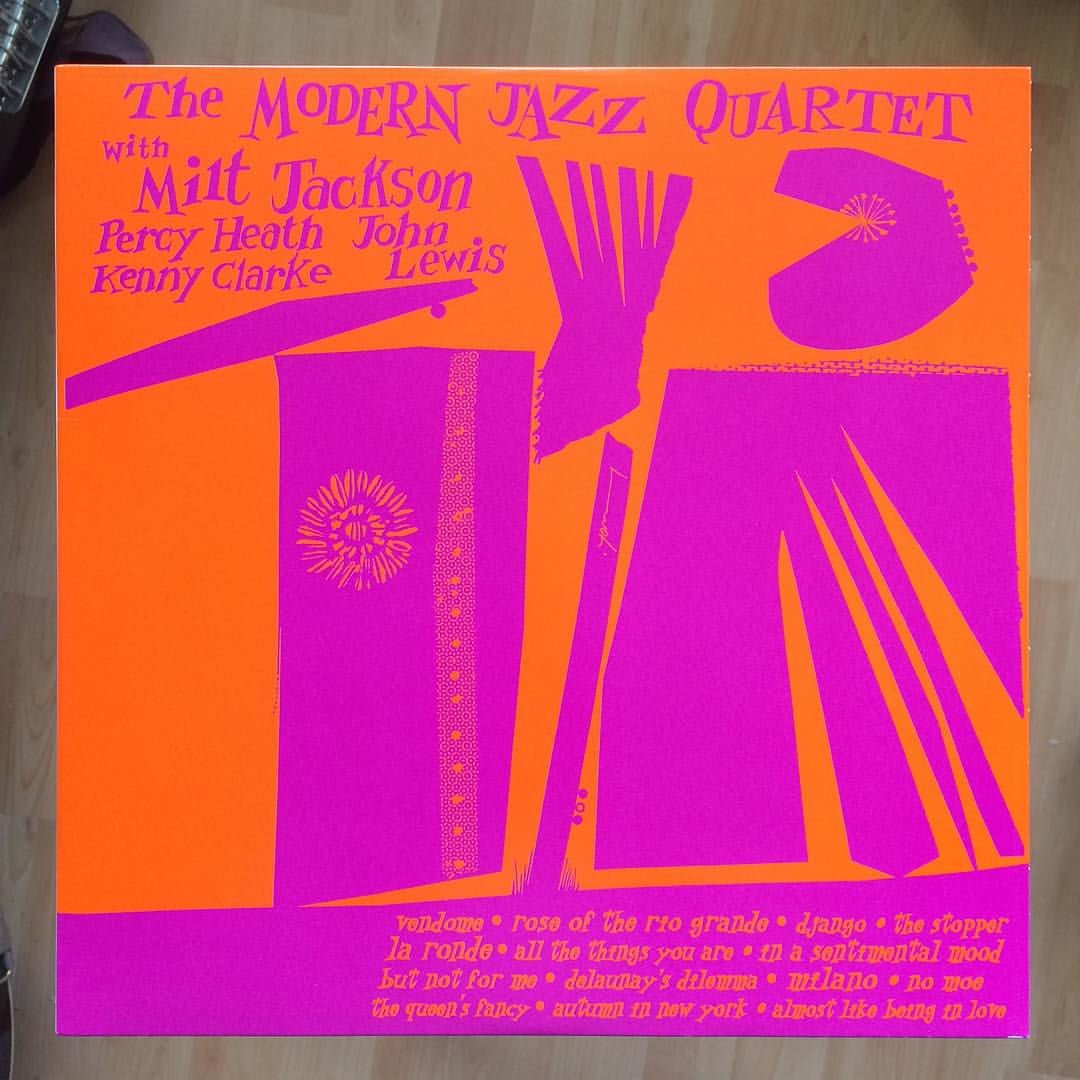 The MODERN JAZZ QUARTET
with
Milt Jackson
Percy Heath John
Kenny Clarke Lewis
vendome • rose of the rio grande • django • the stopper
la ronde • all the things you are • in a sentimental mood
but not for me • delaunay's dilemma • milano • no moe
the queen's fancy • autumn in new york • almost like being in love